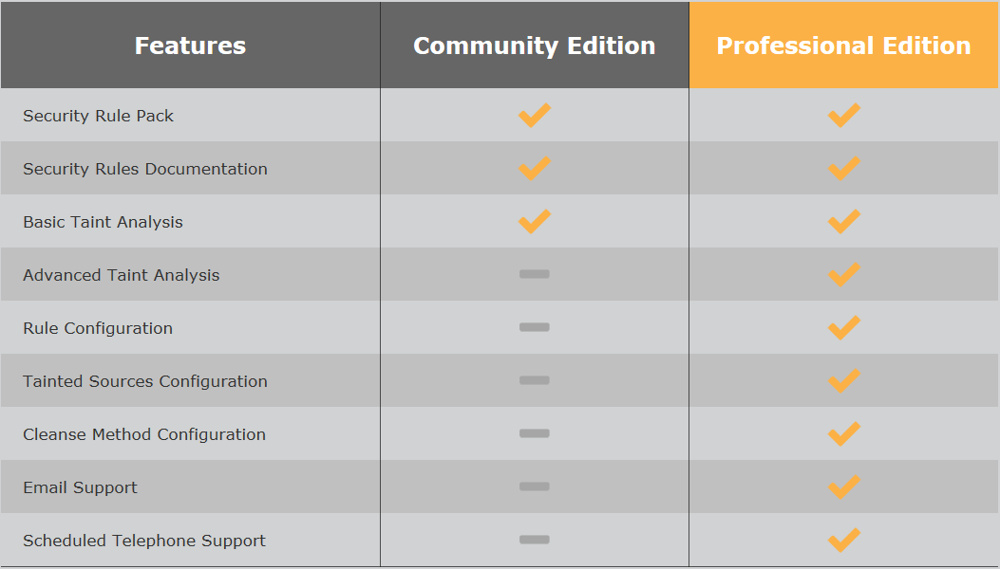 Features Community Edition Professional Edition
Security Rule Pack
Security Rules Documentation
Basic Taint Analysis
Advanced Taint Analysis
Rule Configuration
Tainted Sources Configuration
Cleanse Method Configuration
Email Support
Scheduled Telephone Support